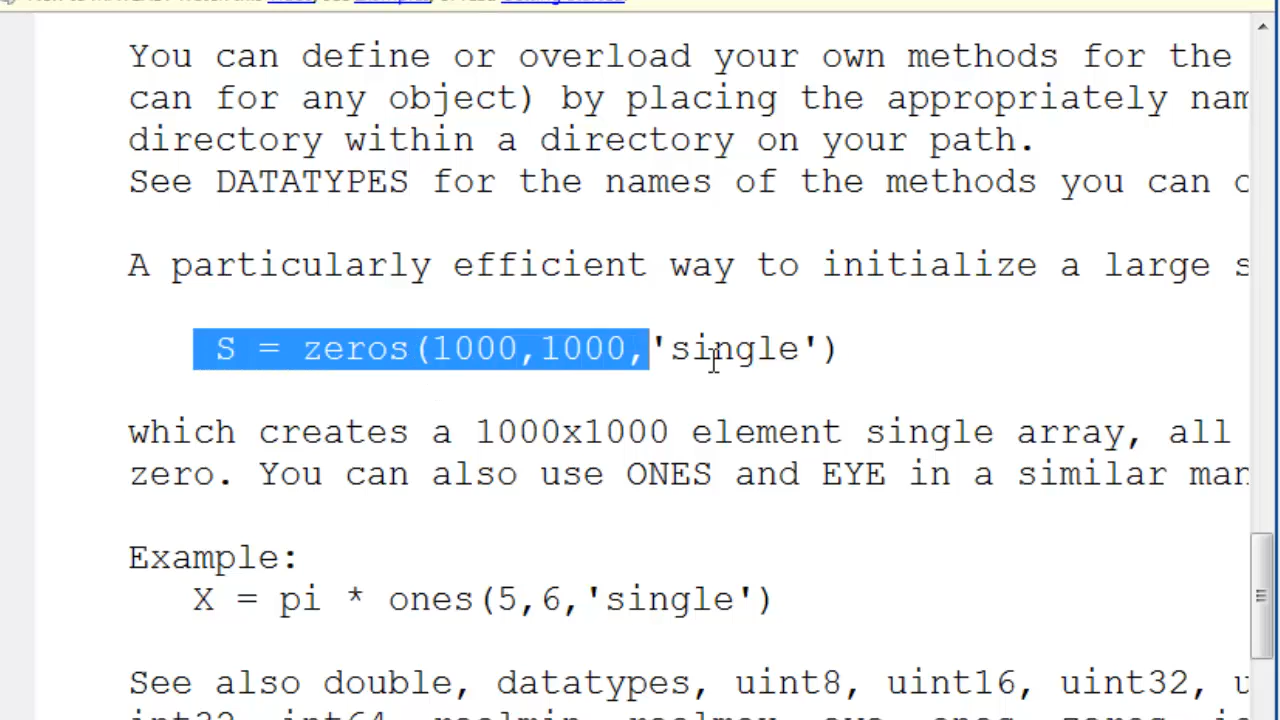 You can define or overload your own methods for the
can for any object) by placing the appropriately
directory within a directory on your path.
See DATATYPES for the names of the methods you can
A particularly efficient way to initialize a large
S = zeros(1000,1000,'single')
which creates a 1000x1000 element single array, all
zero. You can also use ONES and EYE in a similar
Example:
X = pi * ones(5,6,'single')
See also double, datatypes, uint8, uint16, uint32,